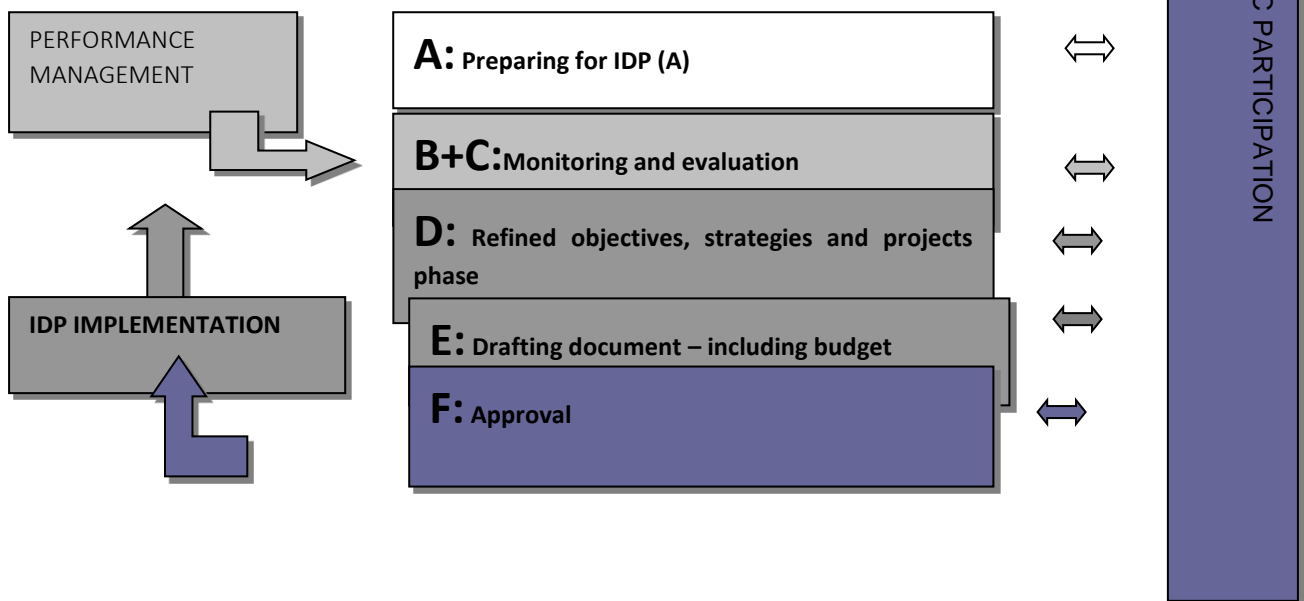 PERFORMANCE
MANAGEMENT
A: Preparing for IDP (A)
B+C:Monitoring and evaluation
D: Refined objectives, strategies and projects
phase
IDP IMPLEMENTATION
E: Drafting document – including budget
F: Approval
C PARTICIPATION